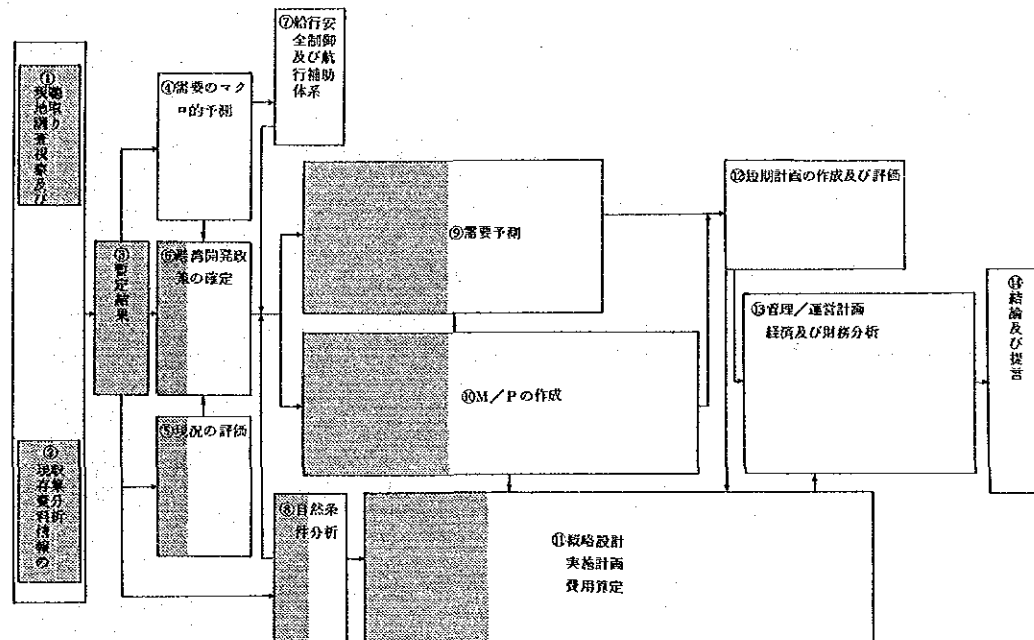 ①現地調査視察及び
聴取り
②現存資料情報の
収集分析
③暫定結果
④需要のマク
ロ的予測
⑤現況の評価
⑥港湾開発政
策の確定
⑦船行安
全制御
及び航
行補助
体系
⑧自然条
件分析
⑨需要予測
⑩M/Pの作成
⑪概略設計
実施計画
費用算定
⑫短期計画の作成及び評価
⑬管理/運営計画
経済及び財務分析
⑭結論及び提言